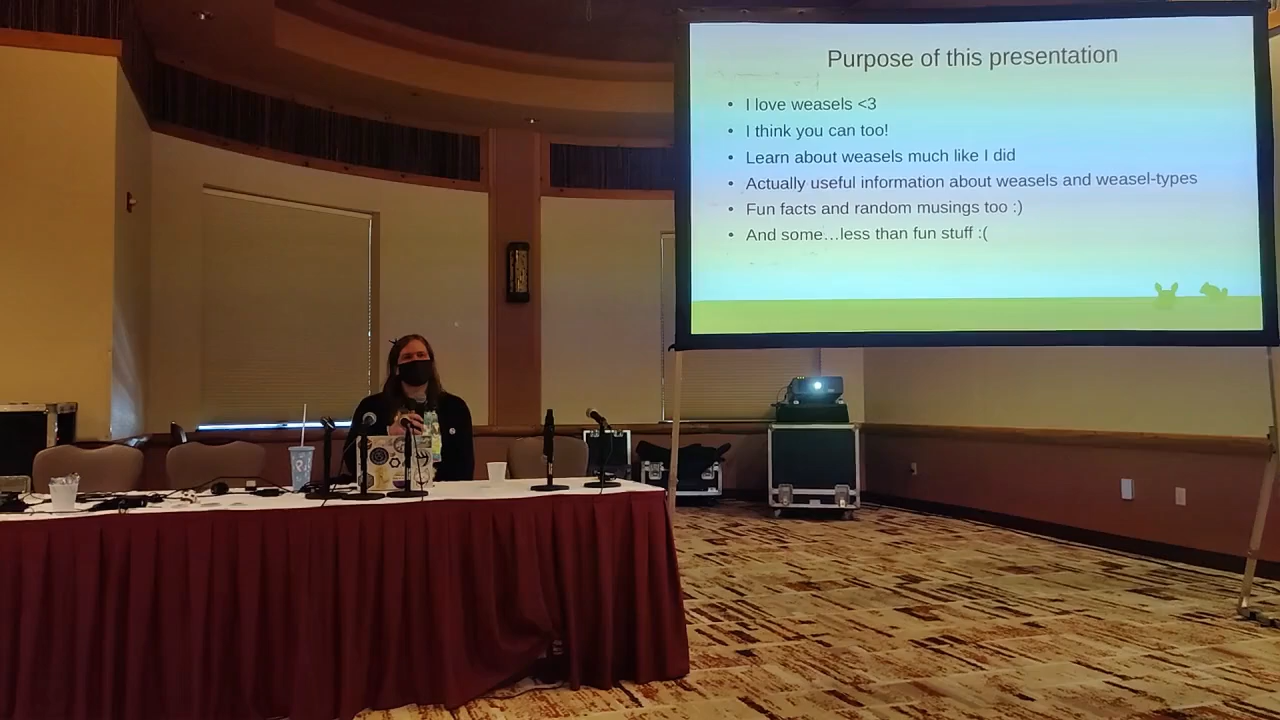 Purpose of this presentation
• I love weasels <3
• I think you can too!
• Learn about weasels much like I did
• Actually useful information about weasels and weasel-types
• Fun facts and random musings too :)
• And some…less than fun stuff :(